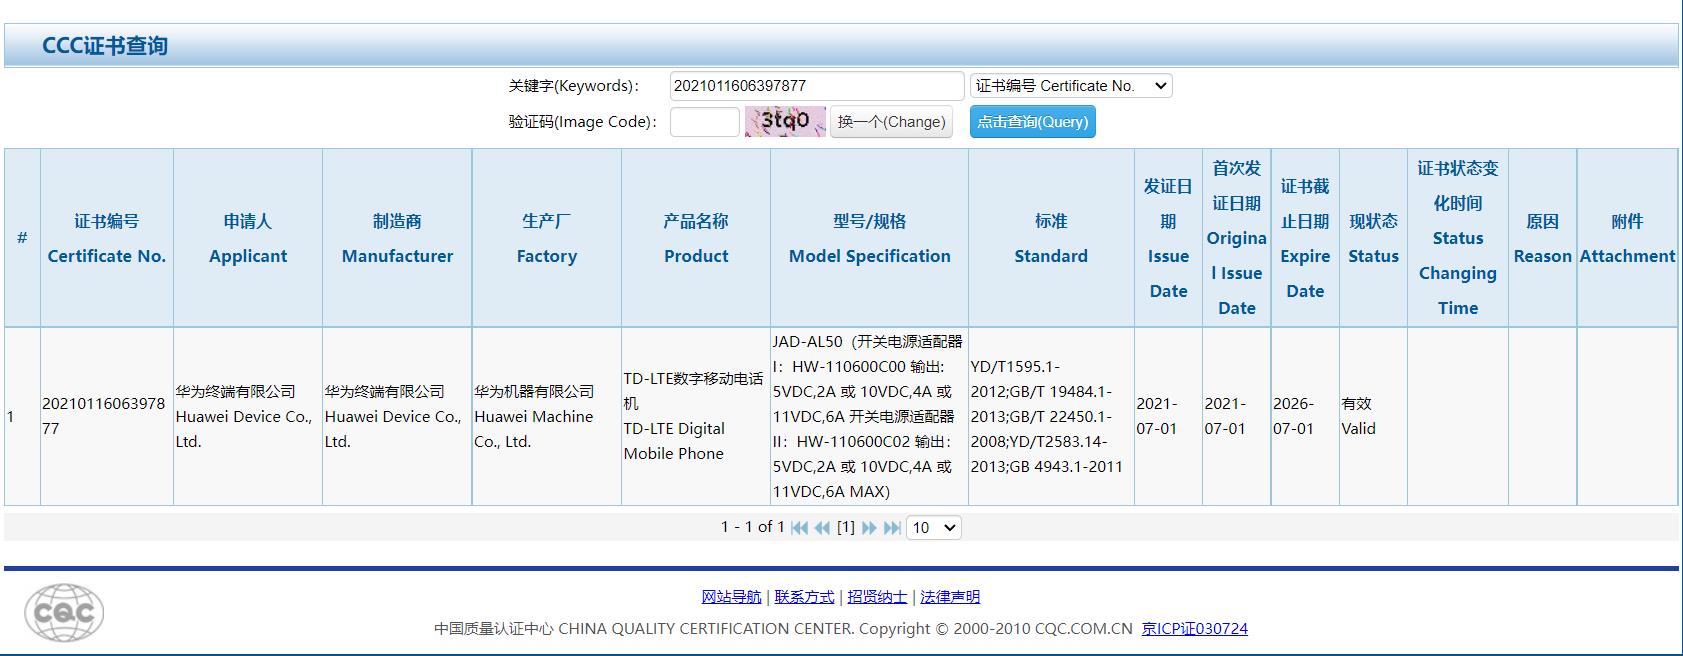 CCC证书查询
关键字(Keywords)： 2021011606397877 证书编号 Certificate No.
验证码(Image Code)： 3tq0 换一个(Change) 点击查询(Query)
#
证书编号
Certificate No.
申请人
Applicant
制造商
Manufacturer
生产厂
Factory
产品名称
Product
型号/规格
Model Specification
标准
Standard
发证日
期
Issue
Date
首次发
证日期
Origina
l Issue
Date
证书截
止日期
Expire
Date
现状态
Status
证书状态变
化时间
Status
Changing
Time
原因
Reason
附件
Attachment
1
20210116063978
77
华为终端有限公司
Huawei Device Co.,
Ltd.
华为终端有限公司
Huawei Device Co.,
Ltd.
华为机器有限公司
Huawei Machine
Co., Ltd.
TD-LTE数字移动电话
机
TD-LTE Digital
Mobile Phone
JAD-AL50（开关电源适配器
I：HW-110600C00 输出:
5VDC,2A 或 10VDC,4A 或
11VDC,6A 开关电源适配器
II：HW-110600C02 输出：
5VDC,2A 或 10VDC,4A 或
11VDC,6A MAX)
YD/T1595.1-
2012;GB/T 19484.1-
2013;GB/T 22450.1-
2008;YD/T2583.14-
2013;GB 4943.1-2011
2021-
07-01
2021-
07-01
2026-
07-01
有效
Valid
1 - 1 of 1 [1] 10
CQC
网站导航 | 联系方式 | 招贤纳士 | 法律声明
中国质量认证中心 CHINA QUALITY CERTIFICATION CENTER. Copyright © 2000-2010 CQC.COM.CN 京ICP证030724